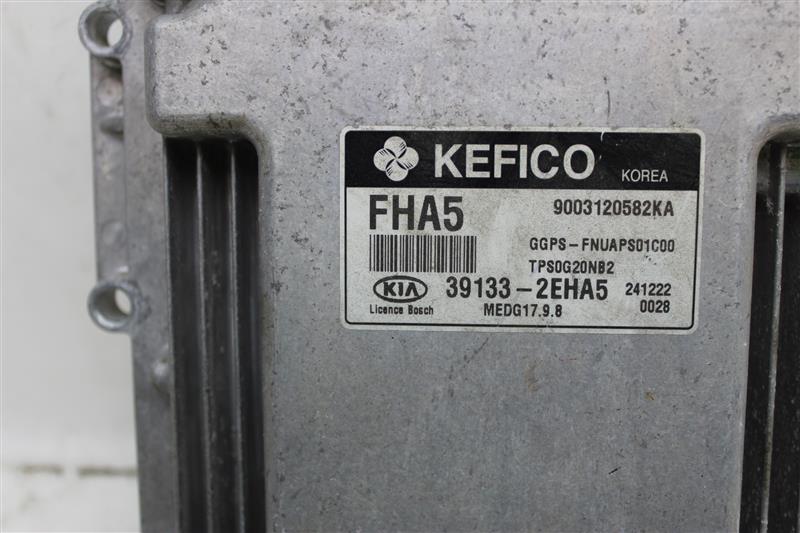 KEFICO KOREA
FHA5 9003120582KA
GGPS-FNUAPS01C00
TPS0G20NB2
KIA 39133-2EHA5 241222
Licence Bosch MEDG17.9.8 0028